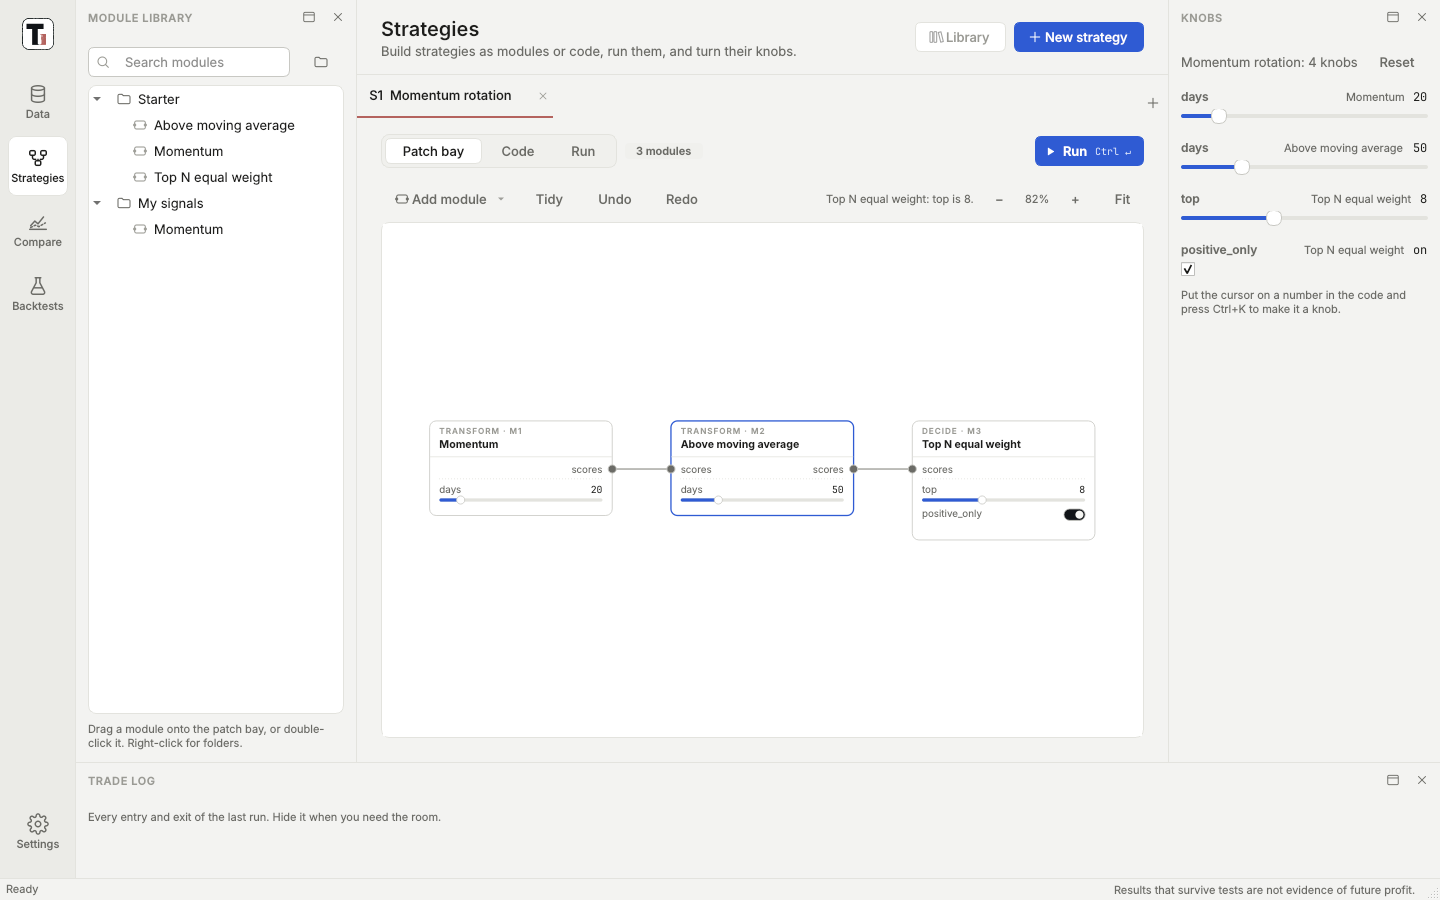 MODULE LIBRARY
Search modules
Starter
Above moving average
Momentum
Top N equal weight
My signals
Momentum
Drag a module onto the patch bay, or double-
click it. Right-click for folders.
Data
Strategies
Compare
Backtests
Settings
Strategies
Build strategies as modules or code, run them, and turn their knobs.
Library
New strategy
S1 Momentum rotation
Patch bay
Code
Run
3 modules
Run Ctrl ↵
Add module
Tidy
Undo
Redo
Top N equal weight: top is 8.
− 82% +
Fit
TRANSFORM · M1
Momentum
scores
days 20
TRANSFORM · M2
Above moving average
scores scores
days 50
DECIDE · M3
Top N equal weight
scores
top 8
positive_only
KNOBS
Momentum rotation: 4 knobs
Reset
days Momentum 20
days Above moving average 50
top Top N equal weight 8
positive_only Top N equal weight on
Put the cursor on a number in the code and
press Ctrl+K to make it a knob.
TRADE LOG
Every entry and exit of the last run. Hide it when you need the room.
Ready
Results that survive tests are not evidence of future profit.